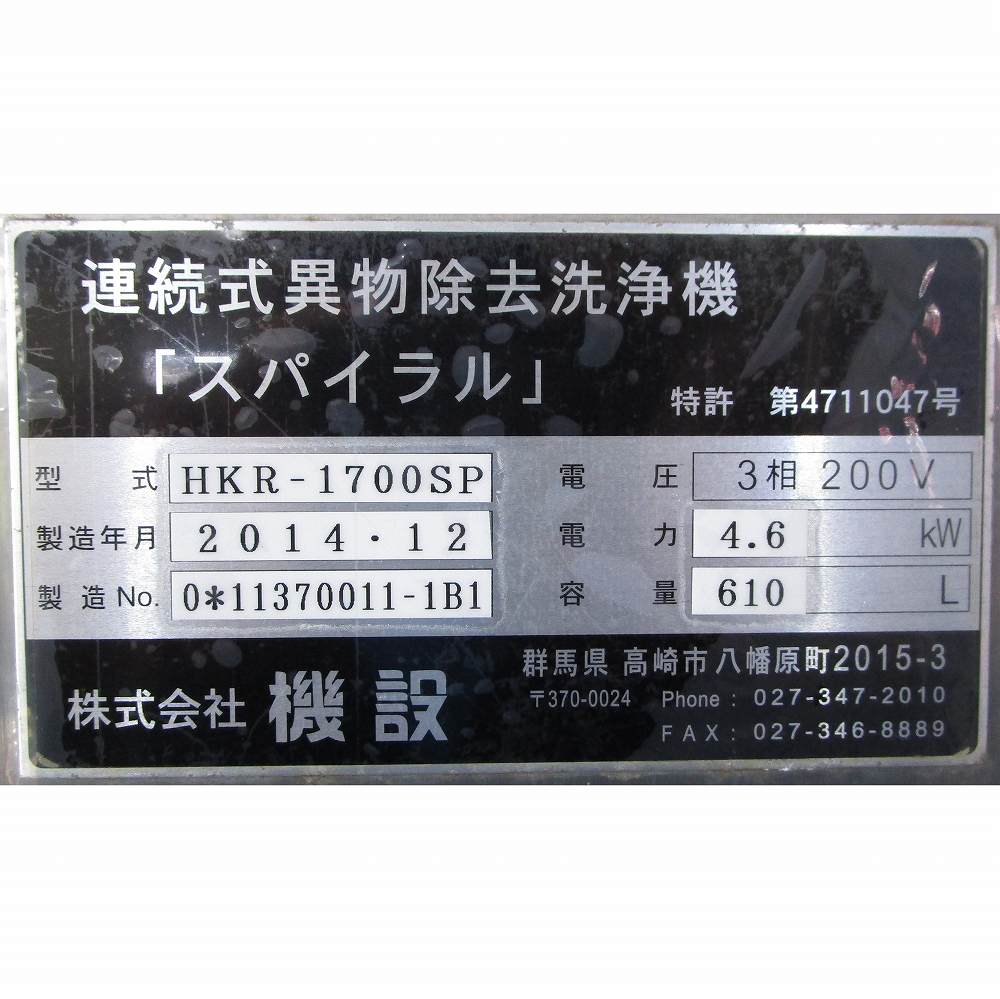 連続式異物除去洗浄機
「スパイラル」
特許 第4711047号
型式 HKR-1700SP 電圧 3相 200V
製造年月 2014・12 電力 4.6 kW
製造No. 0*11370011-1B1 容量 610 L
株式会社 機設
群馬県 高崎市八幡原町2015-3
〒370-0024 Phone : 027-347-2010
FAX : 027-346-8889